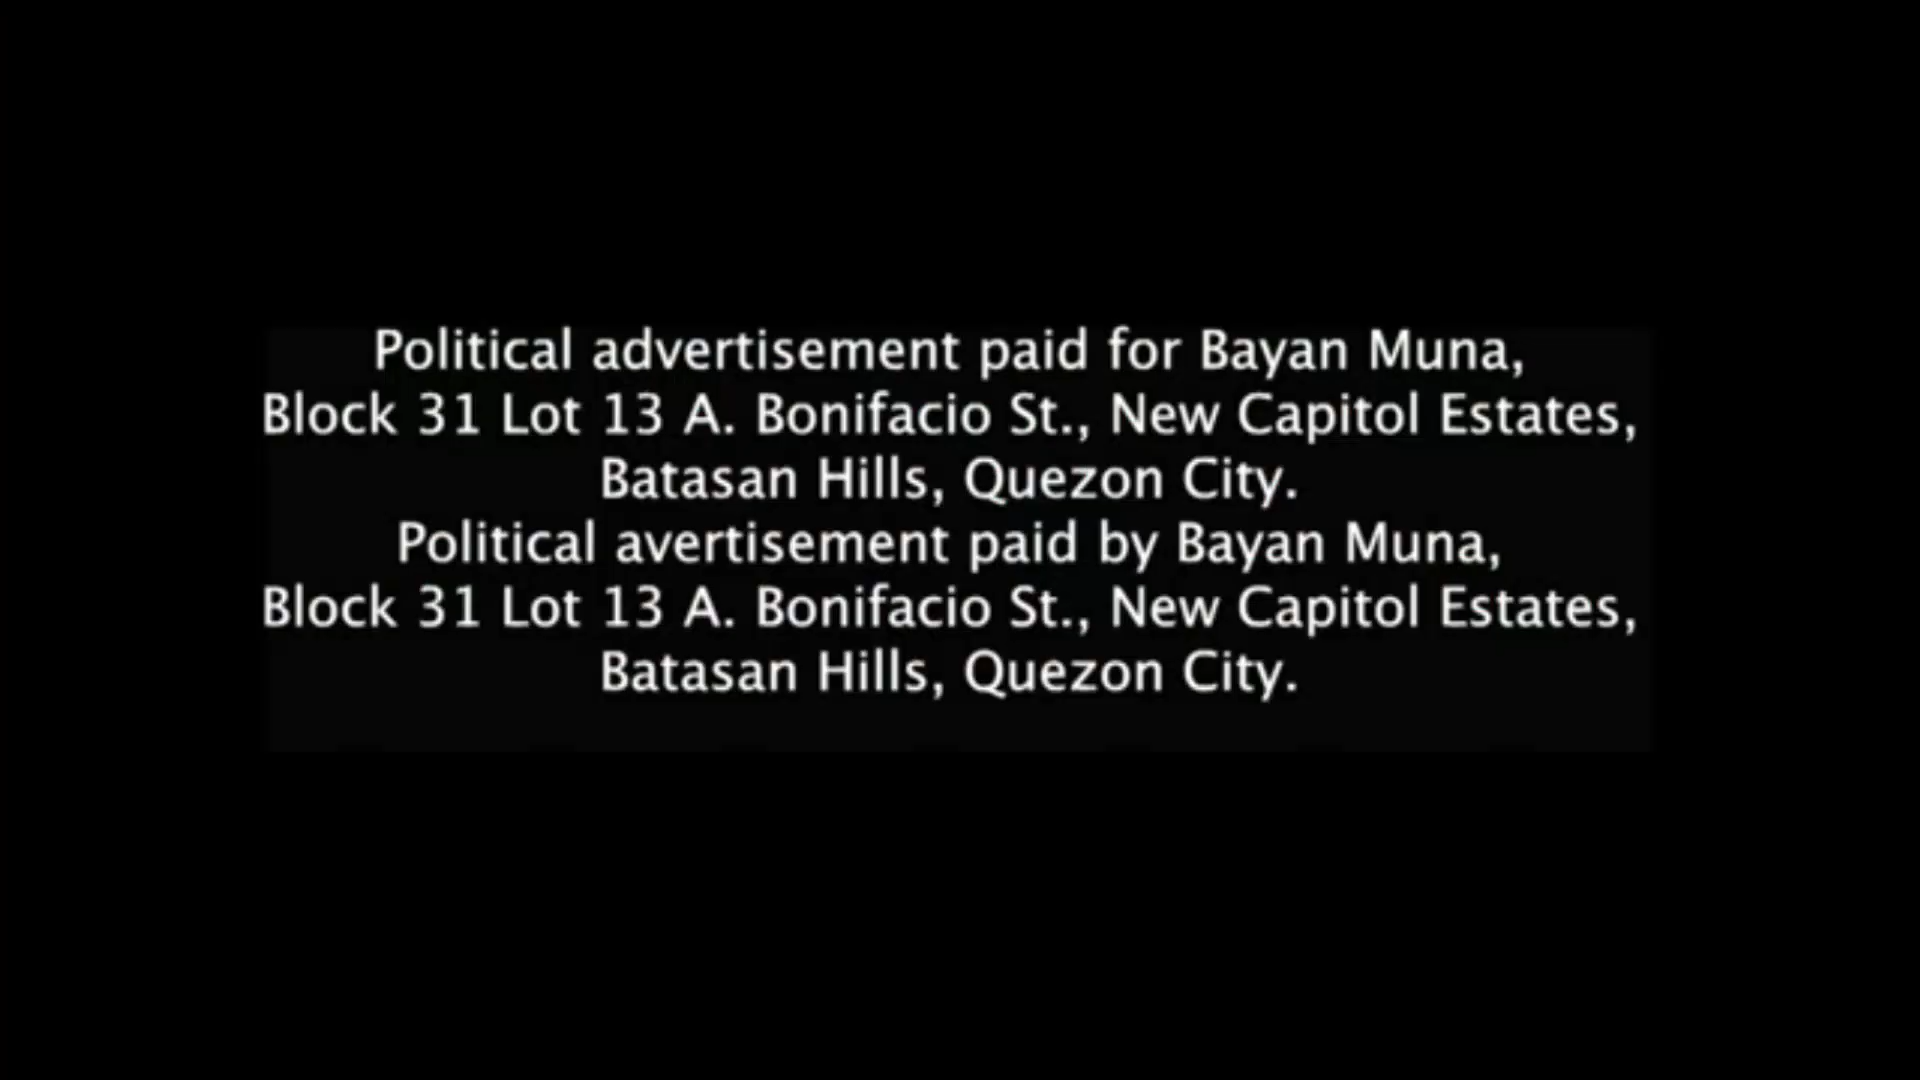 Political advertisement paid for Bayan Muna,
Block 31 Lot 13 A. Bonifacio St., New Capitol Estates,
Batasan Hills, Quezon City.
Political avertisement paid by Bayan Muna,
Block 31 Lot 13 A. Bonifacio St., New Capitol Estates,
Batasan Hills, Quezon City.